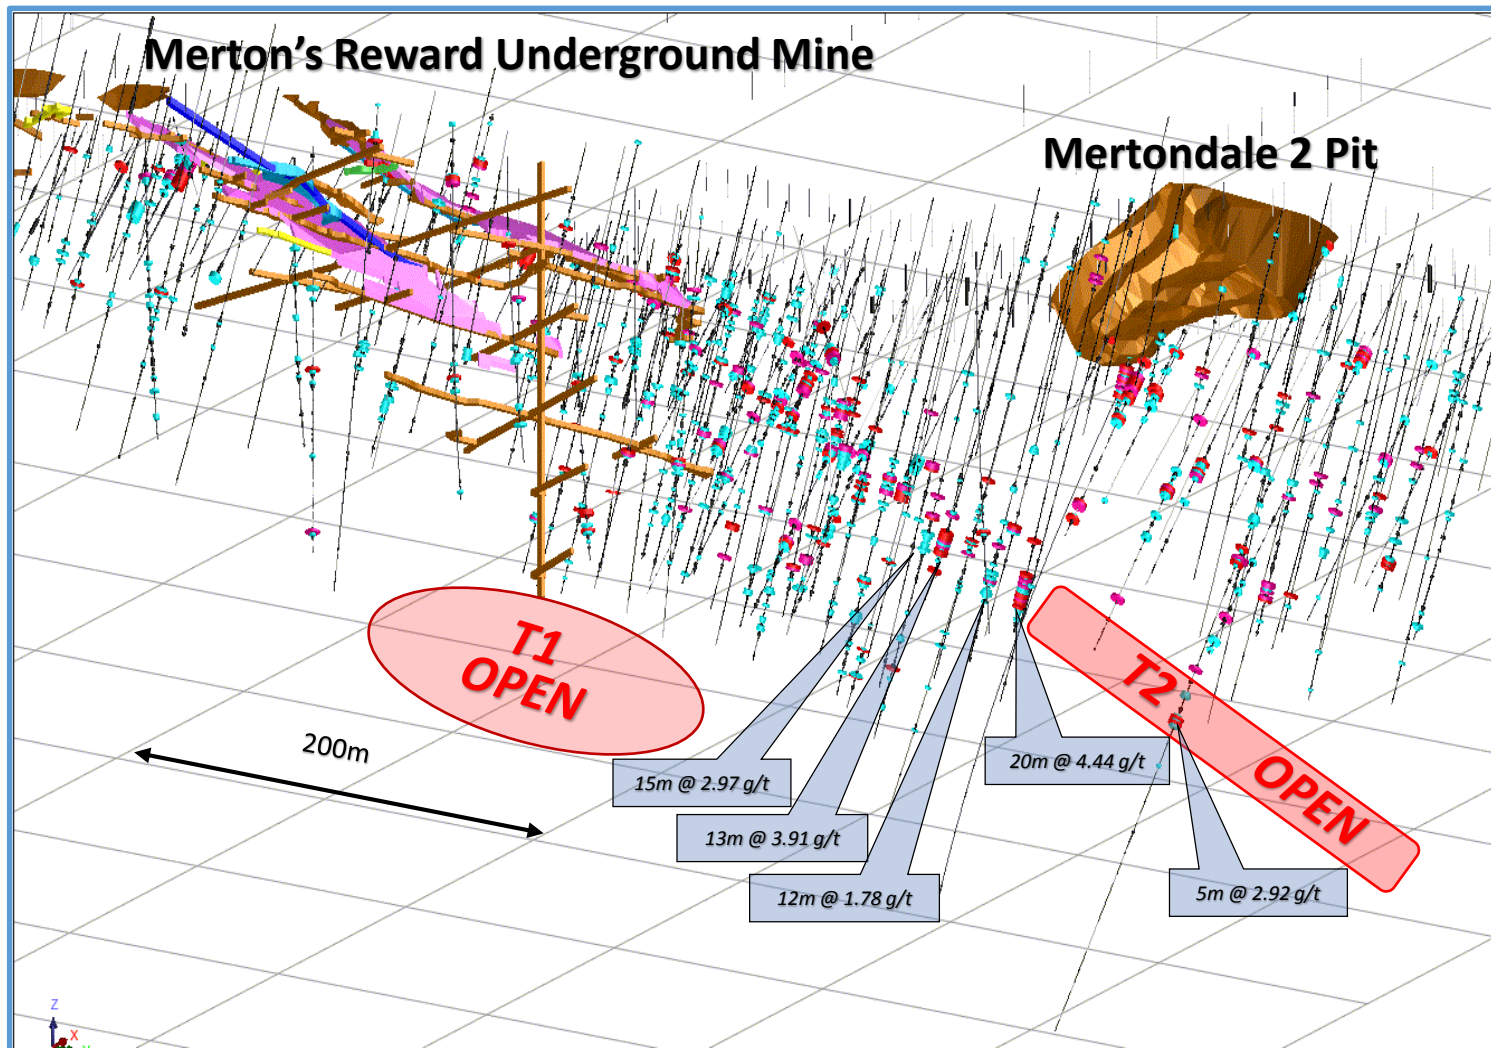 Merton’s Reward Underground Mine
Mertondale 2 Pit
T1
OPEN
T2 OPEN
200m
15m @ 2.97 g/t
20m @ 4.44 g/t
13m @ 3.91 g/t
12m @ 1.78 g/t
5m @ 2.92 g/t
Z
X